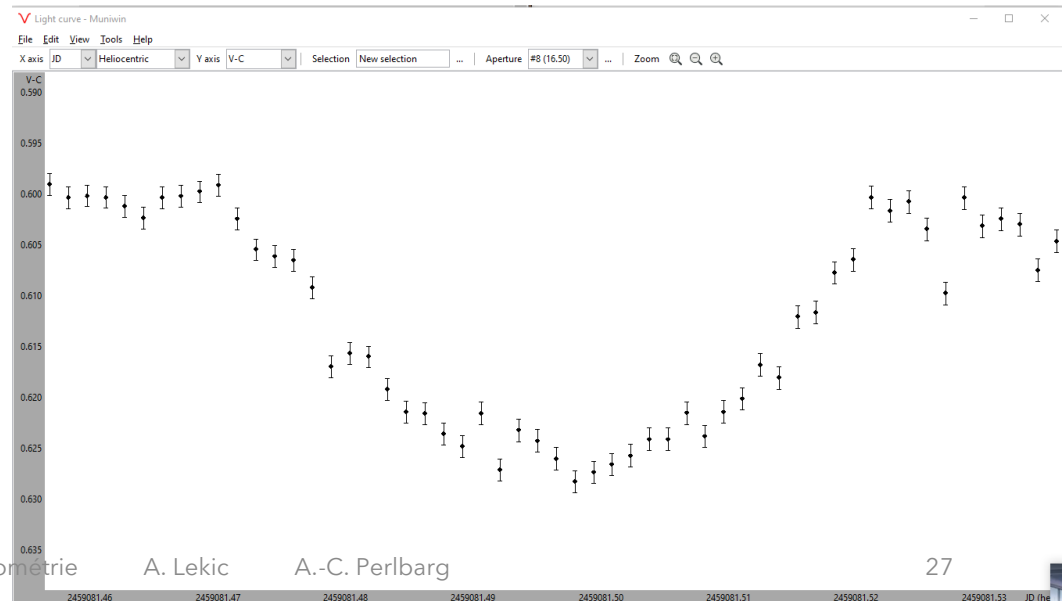 Light curve - Muniwin
File Edit View Tools Help
X axis JD Heliocentric Y axis V-C Selection New selection ... Aperture #8 (16.50) ... Zoom
V-C
0.590
0.595
0.600
0.605
0.610
0.615
0.620
0.625
0.630
0.635
ométrie A. Lekic A.-C. Perlbarg 27
2459081.46 2459081.47 2459081.48 2459081.49 2459081.50 2459081.51 2459081.52 2459081.53 JD (he